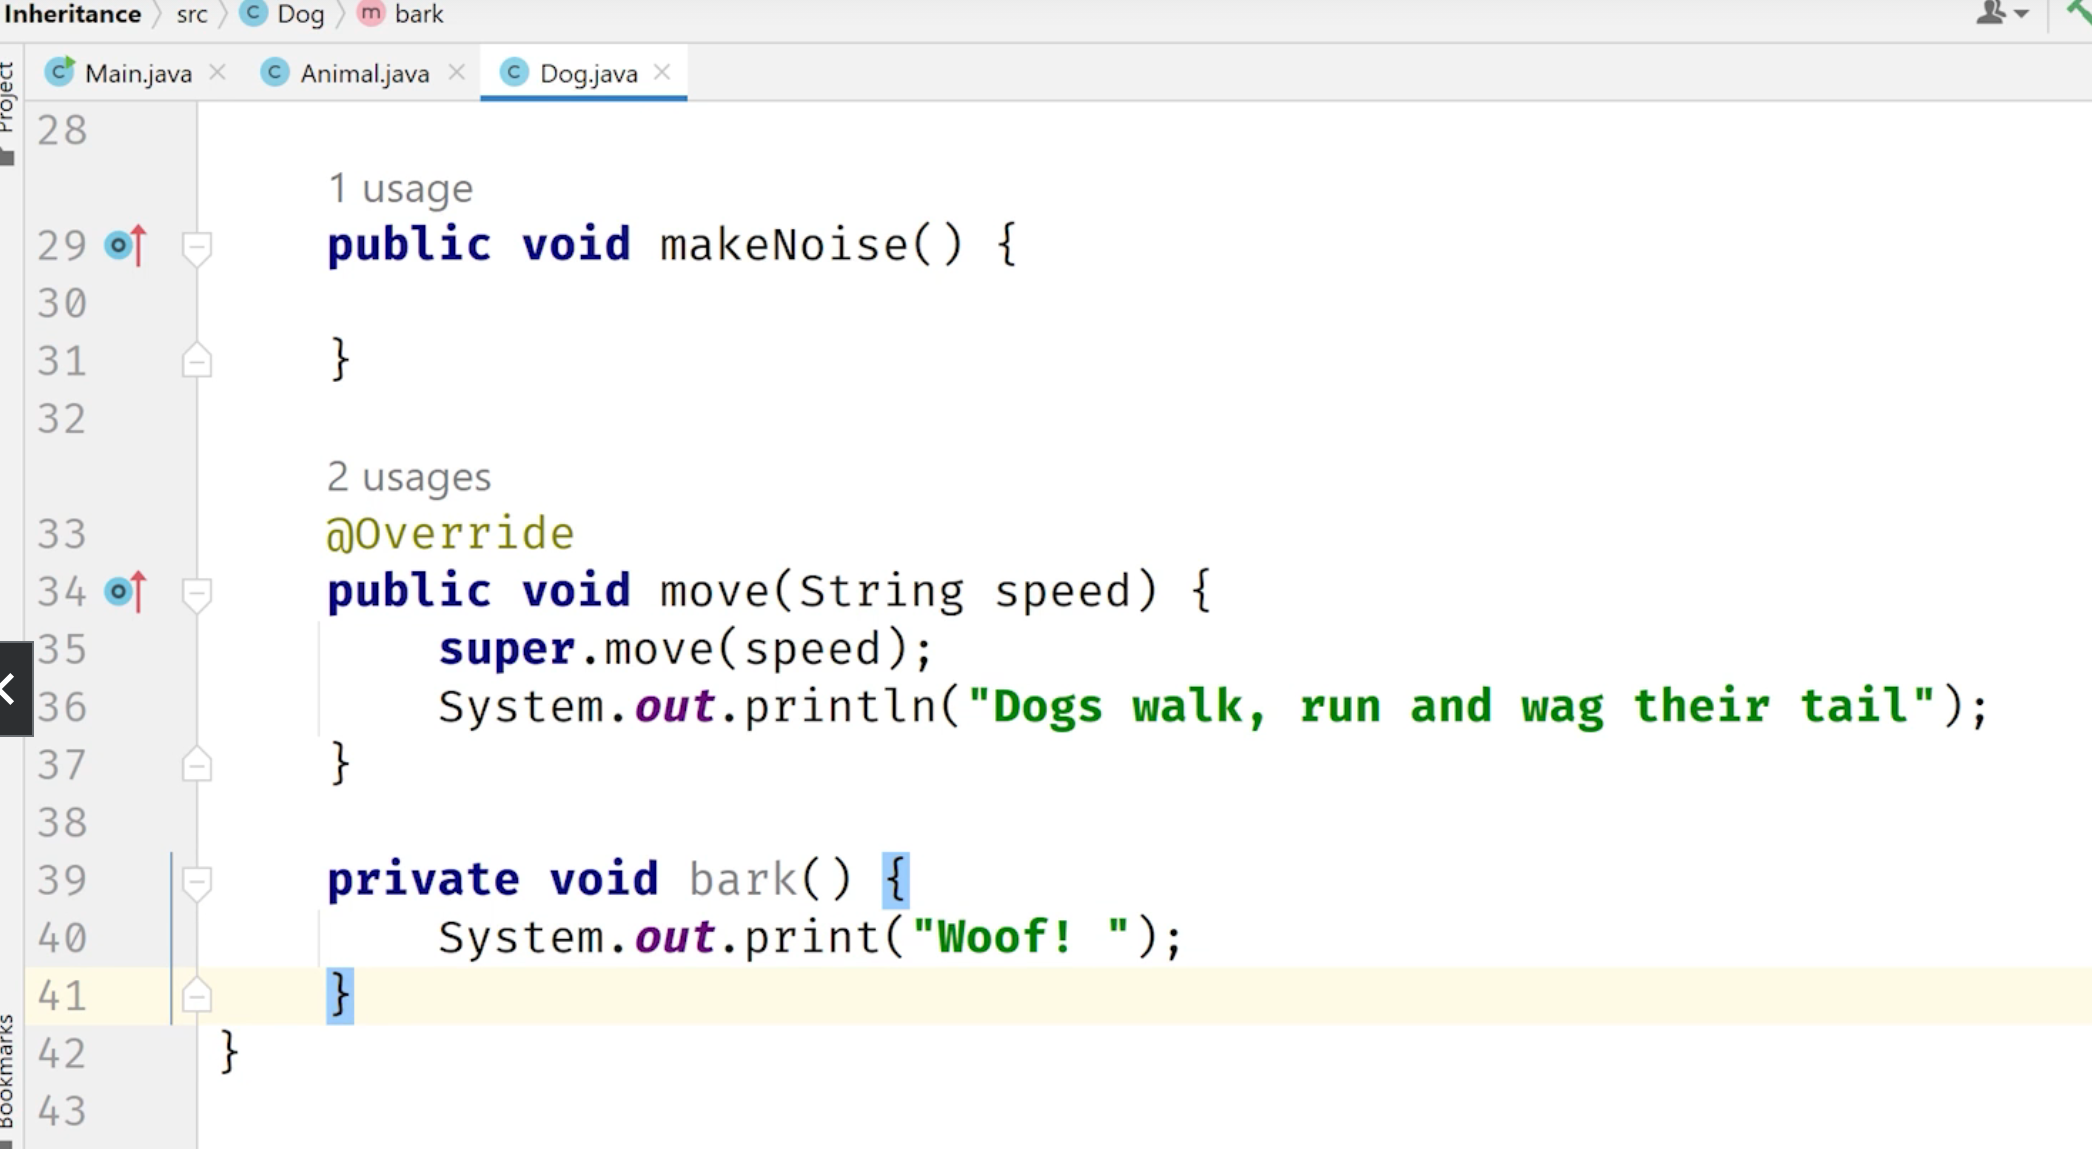 Inheritance src C Dog m bark
Project
C Main.java × C Animal.java × C Dog.java ×
28
1 usage
29 public void makeNoise() {
30
31 }
32
2 usages
33 @Override
34 public void move(String speed) {
35 super.move(speed);
36 System.out.println("Dogs walk, run and wag their tail");
37 }
38
39 private void bark() {
40 System.out.print("Woof! ");
41 }
42 }
43
Bookmarks